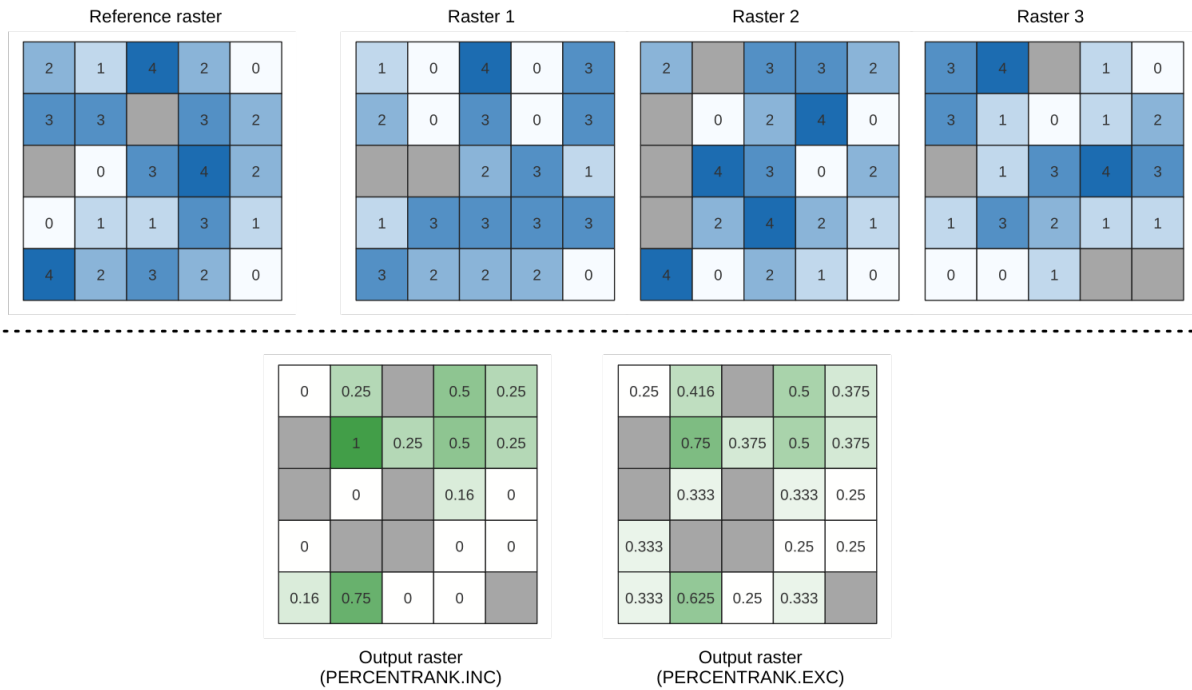 Reference raster Raster 1 Raster 2 Raster 3
2 1 4 2 0 1 0 4 0 3 2 3 3 2 3 4 1 0
3 3 3 2 2 0 3 0 3 0 2 4 0 3 1 0 1 2
0 3 4 2 2 3 1 4 3 0 2 1 3 4 3
0 1 1 3 1 1 3 3 3 3 2 4 2 1 1 3 2 1 1
4 2 3 2 0 3 2 2 2 0 4 0 2 1 0 0 0 1
0 0.25 0.5 0.25 0.25 0.416 0.5 0.375
1 0.25 0.5 0.25 0.75 0.375 0.5 0.375
0 0.16 0 0.333 0.333 0.25
0 0 0 0.333 0.25 0.25
0.16 0.75 0 0 0.333 0.625 0.25 0.333
Output raster Output raster
(PERCENTRANK.INC) (PERCENTRANK.EXC)